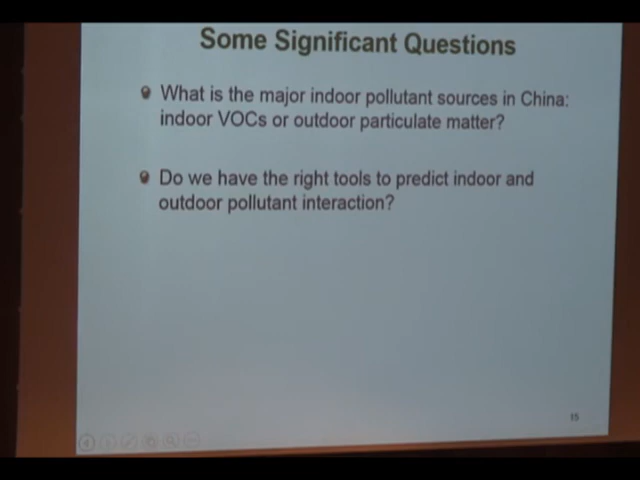 Some Significant Questions
What is the major indoor pollutant sources in China:
indoor VOCs or outdoor particulate matter?
Do we have the right tools to predict indoor and
outdoor pollutant interaction?
15